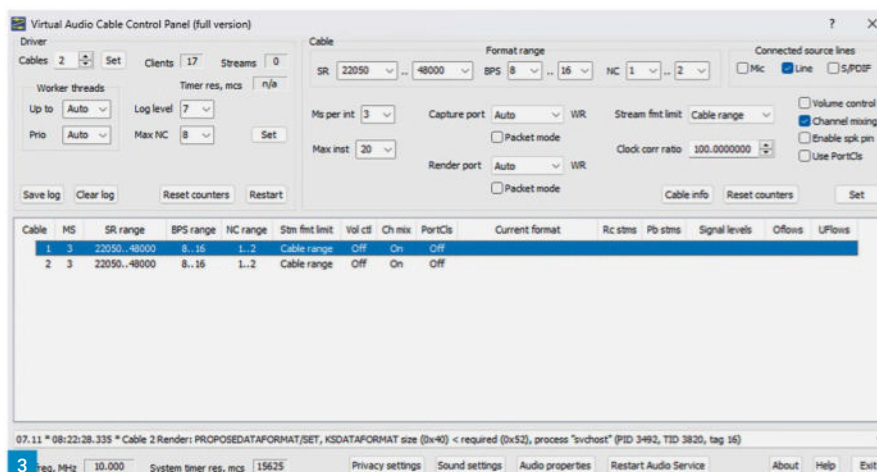 Virtual Audio Cable Control Panel (full version) ? X
Driver
Cables 2 Set Clients 17 Streams 0
Worker threads Timer res, mcs n/a
Up to Auto Log level 7
Prio Auto Max NC 8 Set
Save log Clear log Reset counters Restart
Cable
Format range
SR 22050 .. 48000 BPS 8 .. 16 NC 1 .. 2
Connected source lines
Mic Line S/PDIF
Ms per int 3 Capture port Auto WR Stream fmt limit Cable range
Packet mode
Max inst 20 Clock corr ratio 100.0000000
Render port Auto WR
Packet mode
Volume control
Channel mixing
Enable spk pin
Use PortCls
Cable info Reset counters Set
Cable MS SR range BPS range NC range Stm fmt limit Vol ctl Ch mix PortCls Current format Rc stms Pb stms Signal levels Oflows UFlows
1 3 22050..48000 8..16 1..2 Cable range Off On Off
2 3 22050..48000 8..16 1..2 Cable range Off On Off
07.11 * 08:22:28.335 * Cable 2 Render: PROPOSEDATAFORMAT/SET, KSDATAFORMAT size (0x40) < required (0x52), process "svchost" (PID 3492, TID 3820, tag 16)
3 req, MHz 10.000 System timer res, mcs 15625 Privacy settings Sound settings Audio properties Restart Audio Service About Help Exit